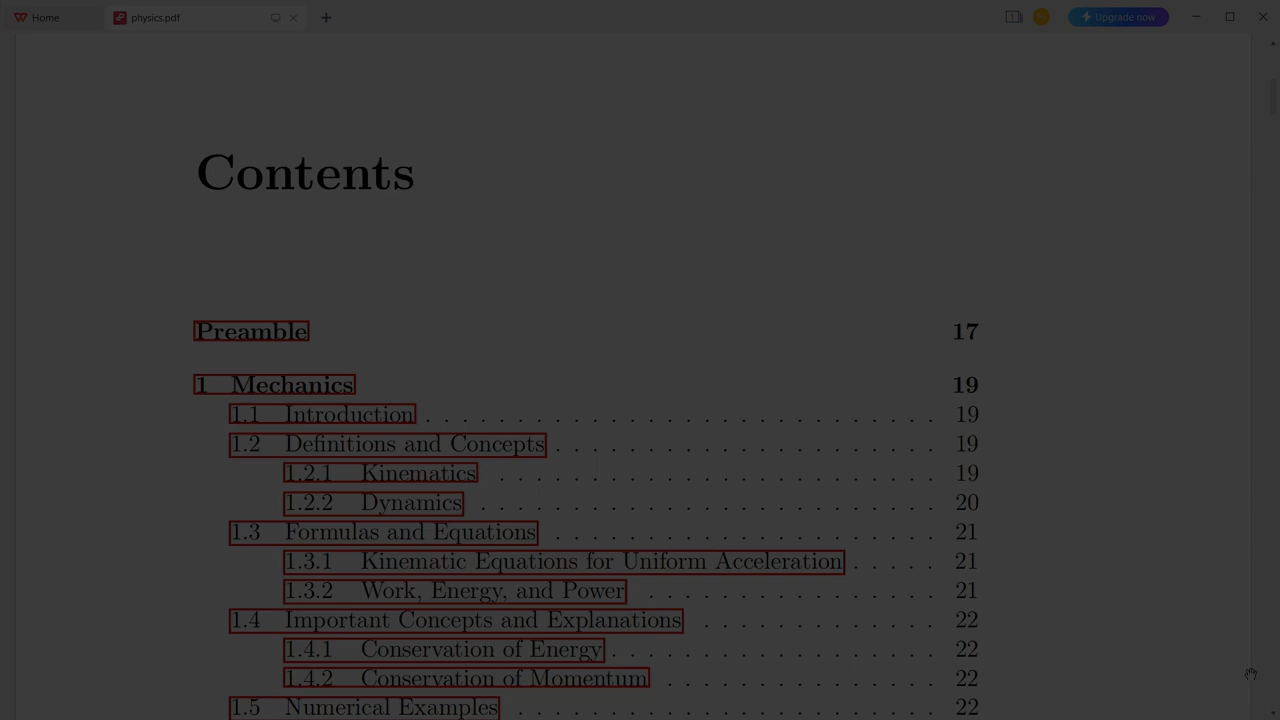 Home
physics.pdf
1
Upgrade now
Contents
Preamble 17
1 Mechanics 19
1.1 Introduction . . . . . . . . . . . . . . . . . . . . . . . . . . . . 19
1.2 Definitions and Concepts . . . . . . . . . . . . . . . . . . . . . 19
1.2.1 Kinematics . . . . . . . . . . . . . . . . . . . . . . . . 19
1.2.2 Dynamics . . . . . . . . . . . . . . . . . . . . . . . . . 20
1.3 Formulas and Equations . . . . . . . . . . . . . . . . . . . . . 21
1.3.1 Kinematic Equations for Uniform Acceleration . . . . . 21
1.3.2 Work, Energy, and Power . . . . . . . . . . . . . . . . 21
1.4 Important Concepts and Explanations . . . . . . . . . . . . . 22
1.4.1 Conservation of Energy . . . . . . . . . . . . . . . . . . 22
1.4.2 Conservation of Momentum . . . . . . . . . . . . . . . 22
1.5 Numerical Examples . . . . . . . . . . . . . . . . . . . . . . . 22